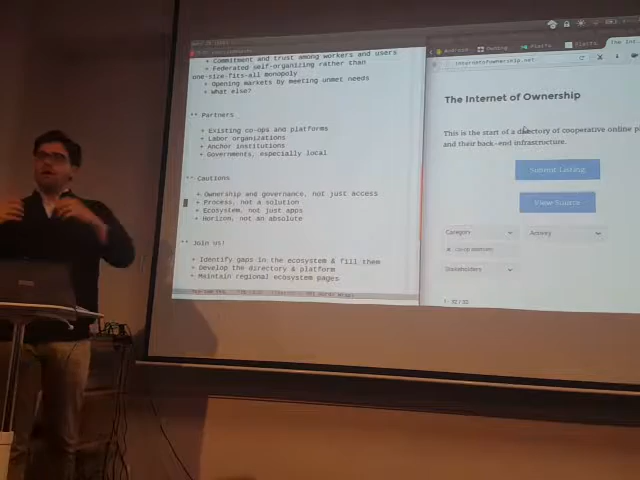 + Commitment and trust among workers and users
+ Federated self-organizing rather than
one-size-fits-all monopoly
+ Opening markets by meeting unmet needs
+ What else?
** Partners
+ Existing co-ops and platforms
+ Labor organizations
+ Anchor institutions
+ Governments, especially local
** Cautions
+ Ownership and governance, not just access
+ Process, not a solution
+ Ecosystem, not just apps
+ Horizon, not an absolute
** Join us!
+ Identify gaps in the ecosystem & fill them
+ Develop the directory & platform
+ Maintain regional ecosystem pages
internetofownership.net
The Internet of Ownership
This is the start of a directory of cooperative online
and their back-end infrastructure.
Submit Listing
View Source
Category
Activity
Stakeholders